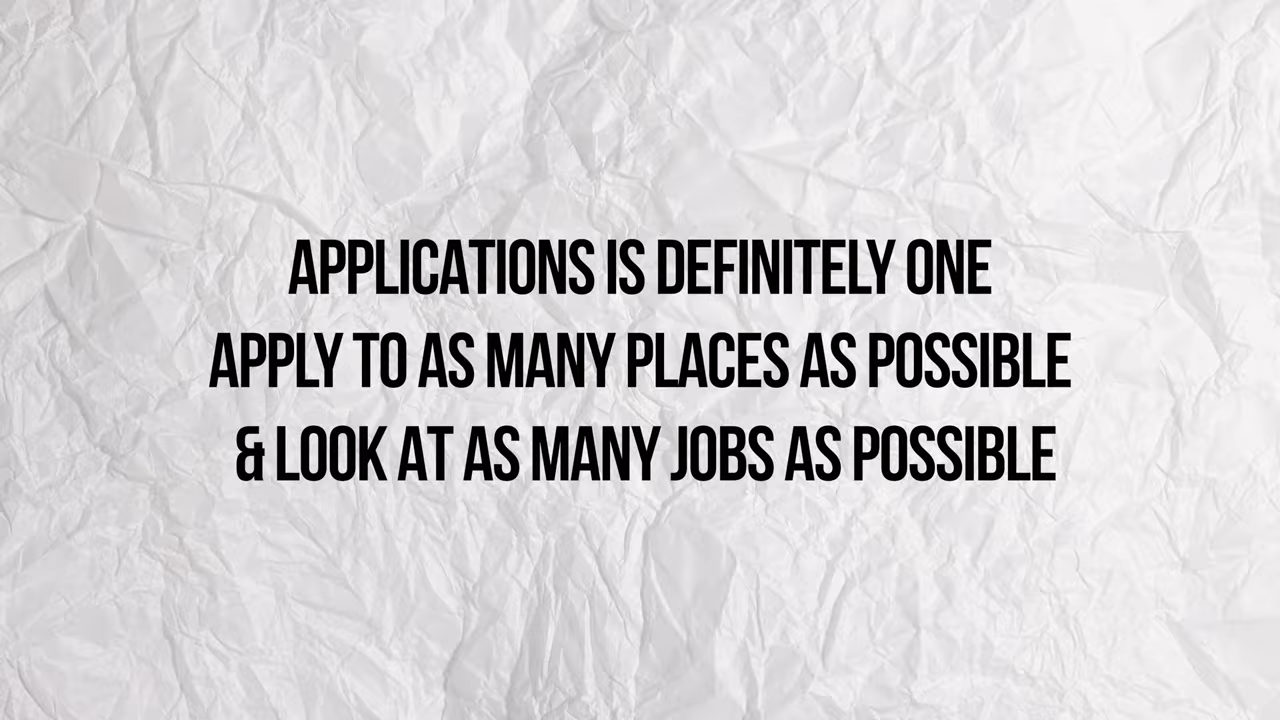 APPLICATIONS IS DEFINITELY ONE
APPLY TO AS MANY PLACES AS POSSIBLE
& LOOK AT AS MANY JOBS AS POSSIBLE